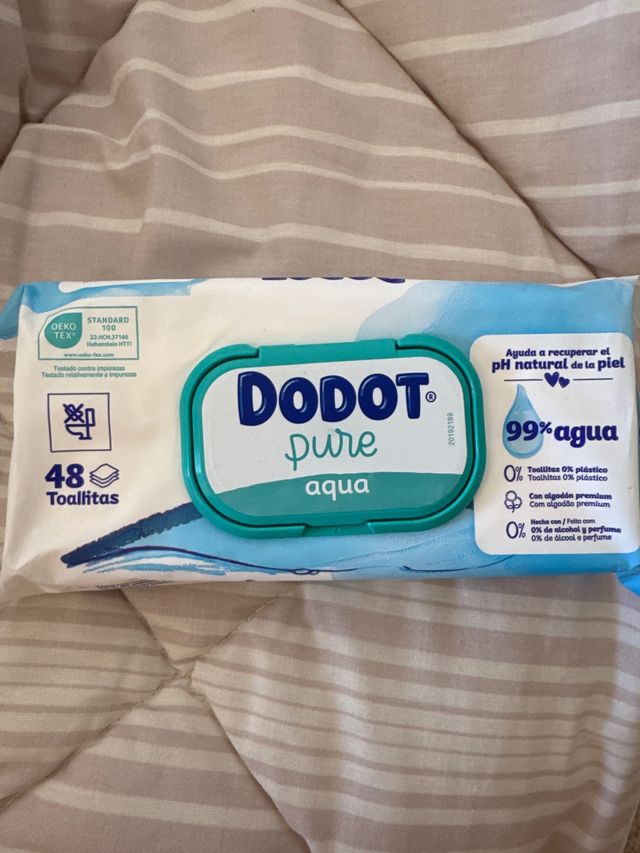 OEKO
TEX®
STANDARD
100
22.HCH.37166
Hohenstein HTTI
www.oeko-tex.com
Testado contra impurezas
Testado relativamente a impurezas
48
Toallitas
DODOT®
pure
aqua
20192189
Ayuda a recuperar el
pH natural de la piel
99% agua
0% Toallitas 0% plástico
Toalhitas 0% plástico
Con algodón premium
Com algodão premium
0% Hecho con / Feito com
0% de alcohol y perfume
0% de álcool e perfume